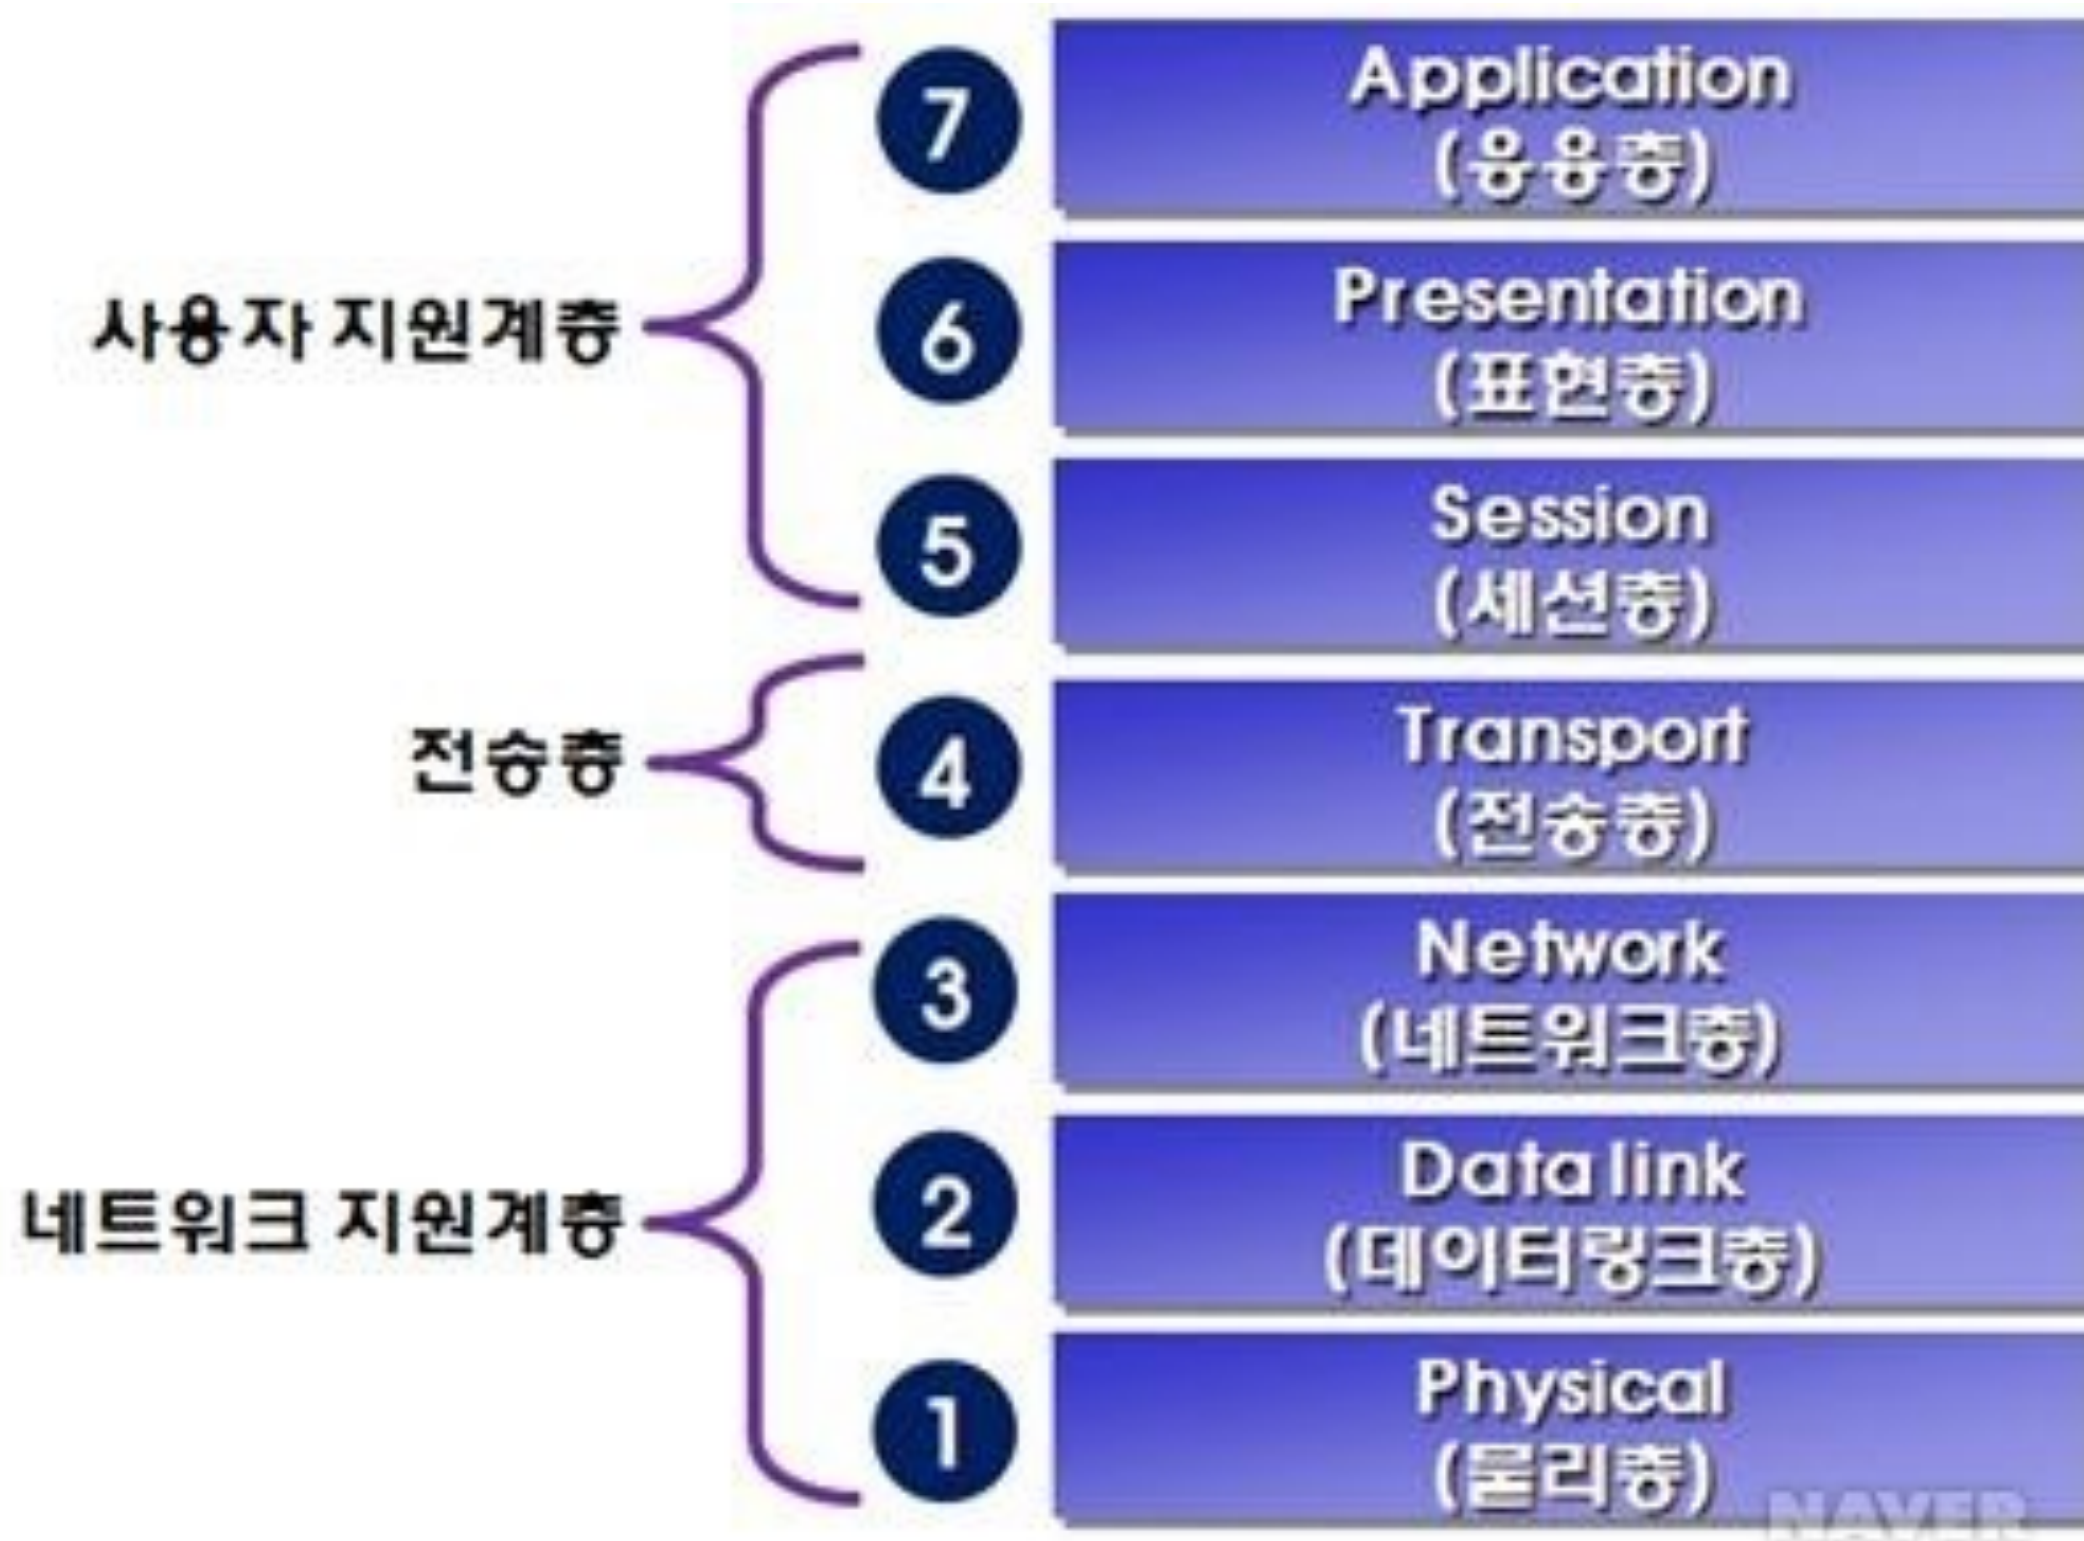 7
Application
(응용층)
사용자 지원계층
6
Presentation
(표현층)
5
Session
(세션층)
전송층
4
Transport
(전송층)
3
Network
(네트워크층)
네트워크 지원계층
2
Data link
(데이터링크층)
1
Physical
(물리층)
NAVER